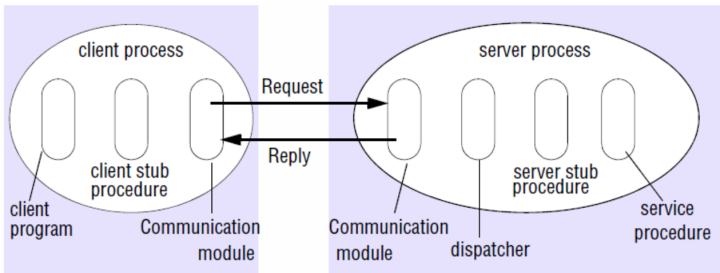 client process
server process
Request
Reply
client stub
procedure
server stub
procedure
client
program
Communication
module
Communication
module
dispatcher
service
procedure